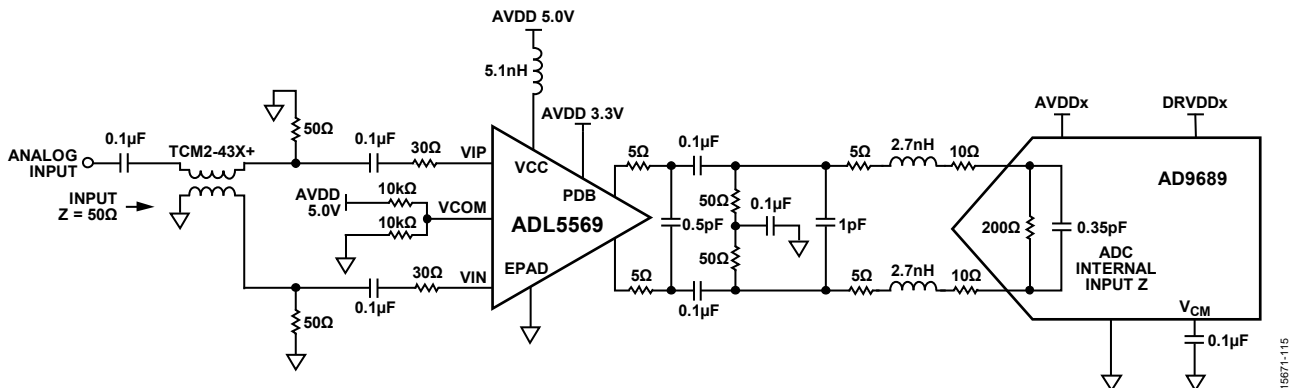 AVDD 5.0V
5.1nH
AVDD 3.3V
AVDDx
DRVDDx
0.1µF
TCM2-43X+
50Ω
0.1µF
30Ω
VIP
VCC
PDB
5Ω
0.1µF
5Ω
2.7nH
10Ω
ANALOG
INPUT
INPUT
Z = 50Ω
AVDD
5.0V
10kΩ
10kΩ
VCOM
ADL5569
0.5pF
50Ω
50Ω
0.1µF
1pF
200Ω
0.35pF
AD9689
ADC
INTERNAL
INPUT Z
30Ω
VIN
EPAD
0.1µF
50Ω
5Ω
0.1µF
5Ω
2.7nH
10Ω
VCM
0.1µF
15671-115